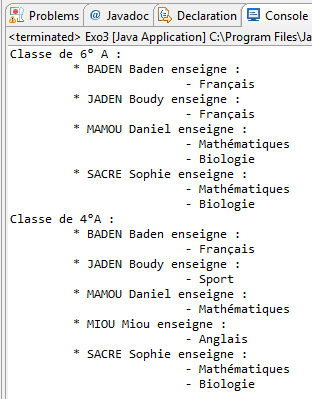 Problems @ Javadoc Declaration Console
<terminated> Exo3 [Java Application] C:\Program Files\Ja
Classe de 6° A :
* BADEN Baden enseigne :
- Français
* JADEN Boudy enseigne :
- Français
* MAMOU Daniel enseigne :
- Mathématiques
- Biologie
* SACRE Sophie enseigne :
- Mathématiques
- Biologie
Classe de 4°A :
* BADEN Baden enseigne :
- Français
* JADEN Boudy enseigne :
- Sport
* MAMOU Daniel enseigne :
- Mathématiques
* MIOU Miou enseigne :
- Anglais
* SACRE Sophie enseigne :
- Mathématiques
- Biologie